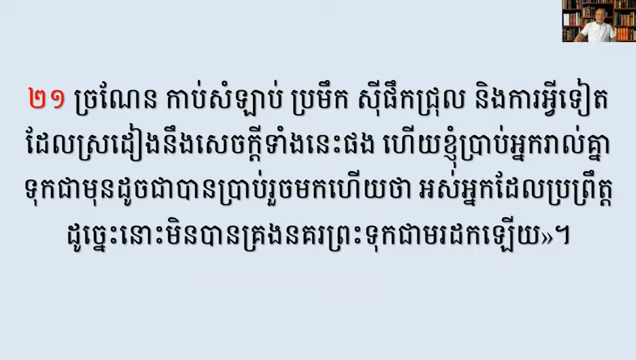 ២១ ច្រណែន កាប់សំឡាប់ ប្រមឹក ស៊ីផឹកជ្រុល និងការអ្វីទៀត
ដែលស្រដៀងនឹងសេចក្ដីទាំងនេះផង ហើយខ្ញុំប្រាប់អ្នករាល់គ្នា
ទុកជាមុនដូចជាបានប្រាប់រួចមកហើយថា អស់អ្នកដែលប្រព្រឹត្ត
ដូច្នេះនោះមិនបានគ្រងនគរព្រះទុកជាមរដកឡើយ»។